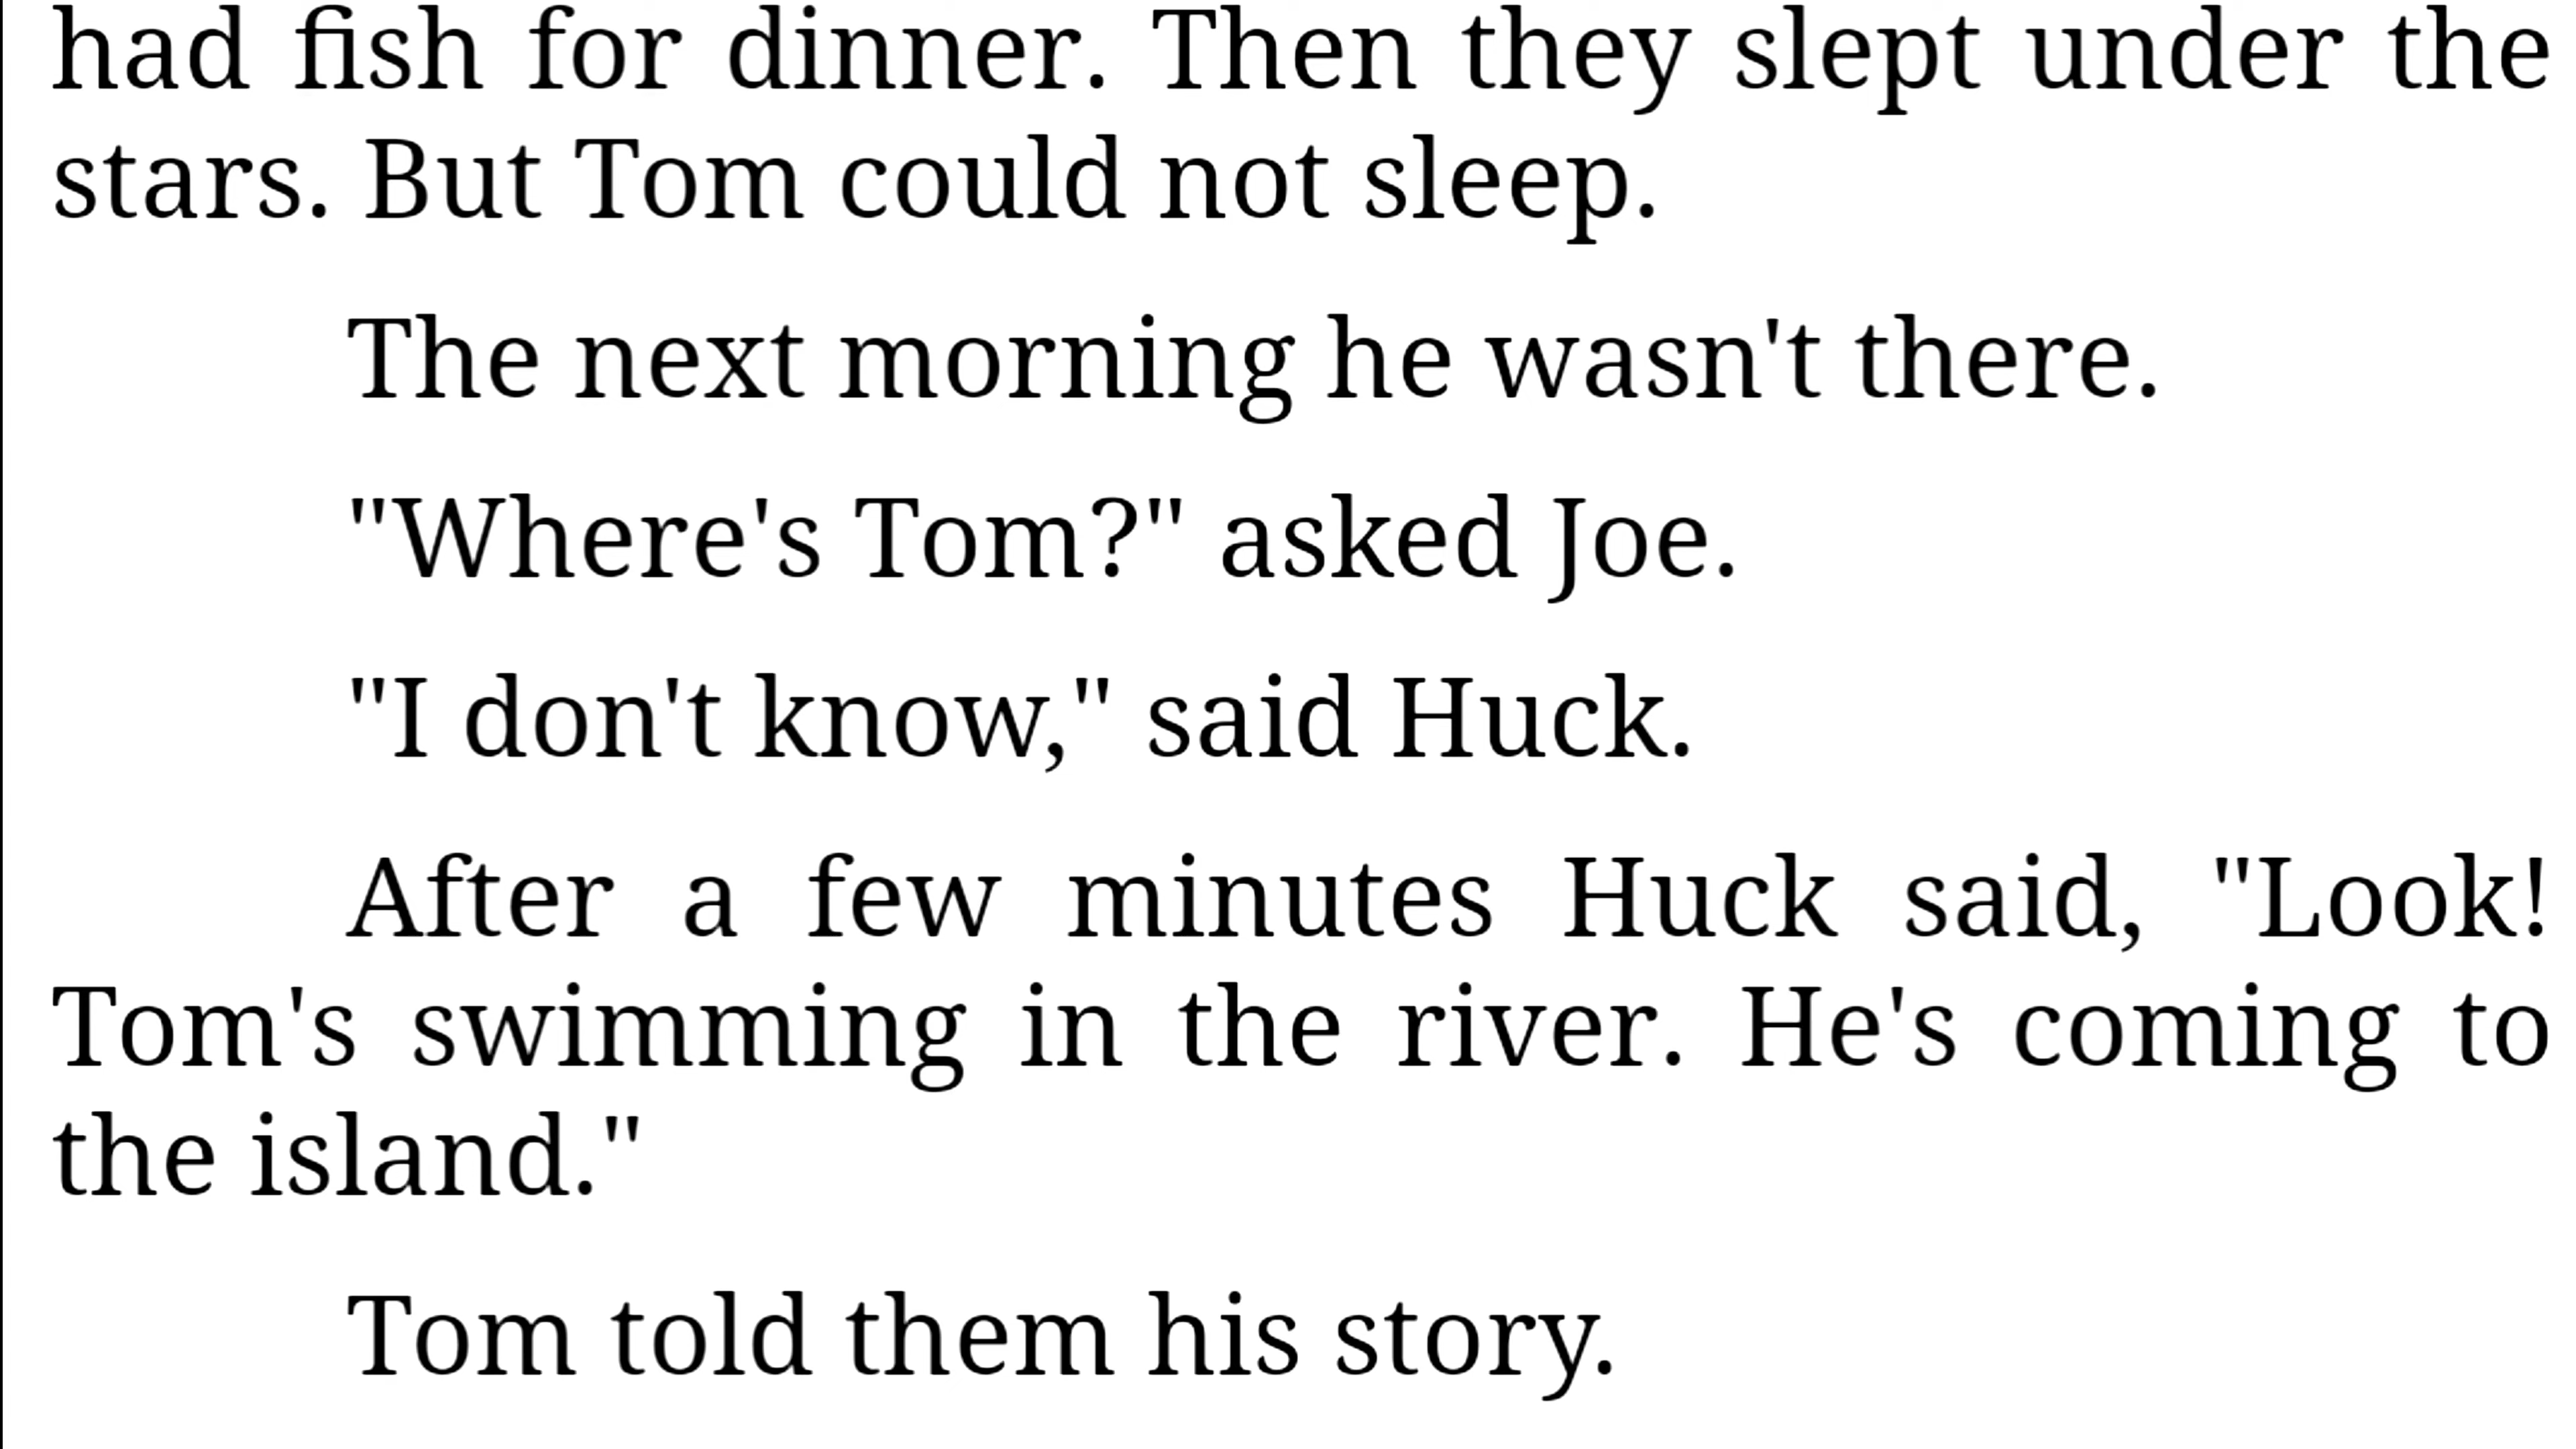 had fish for dinner. Then they slept under the
stars. But Tom could not sleep.
The next morning he wasn't there.
"Where's Tom?" asked Joe.
"I don't know," said Huck.
After a few minutes Huck said, "Look!
Tom's swimming in the river. He's coming to
the island."
Tom told them his story.